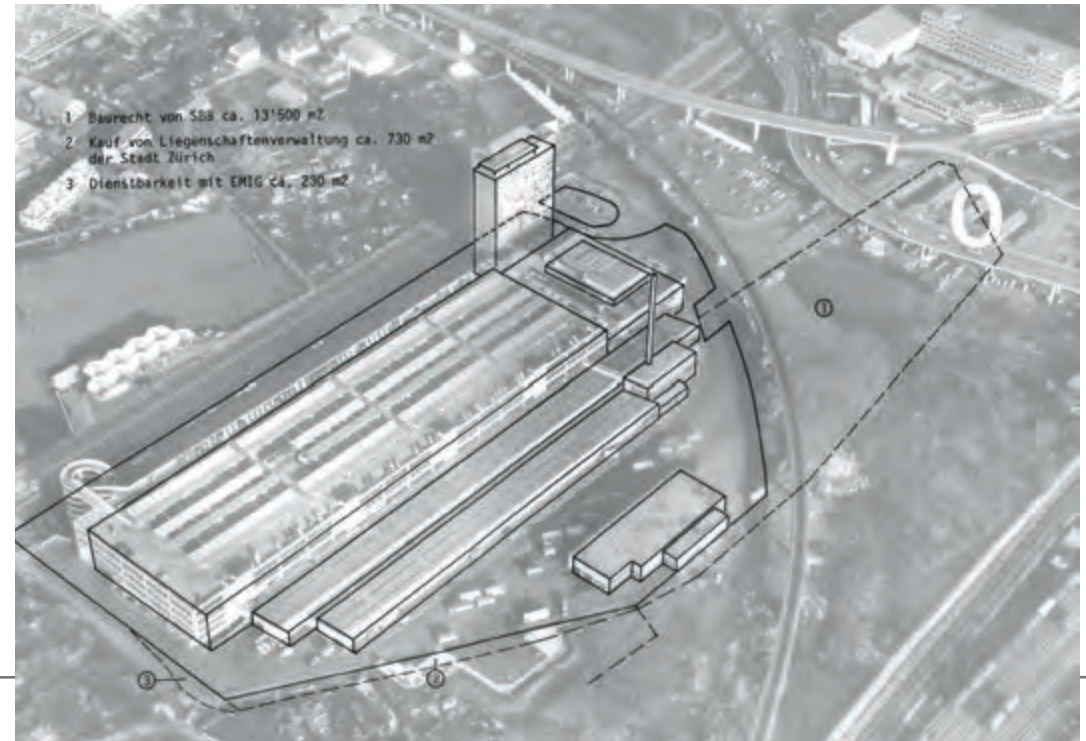 1 Baurecht von SBB ca. 13'500 m2
2 Kauf von Liegenschaftenverwaltung ca. 730 m2
der Stadt Zürich
3 Dienstbarkeit mit EMIG ca. 230 m2
1
3
2